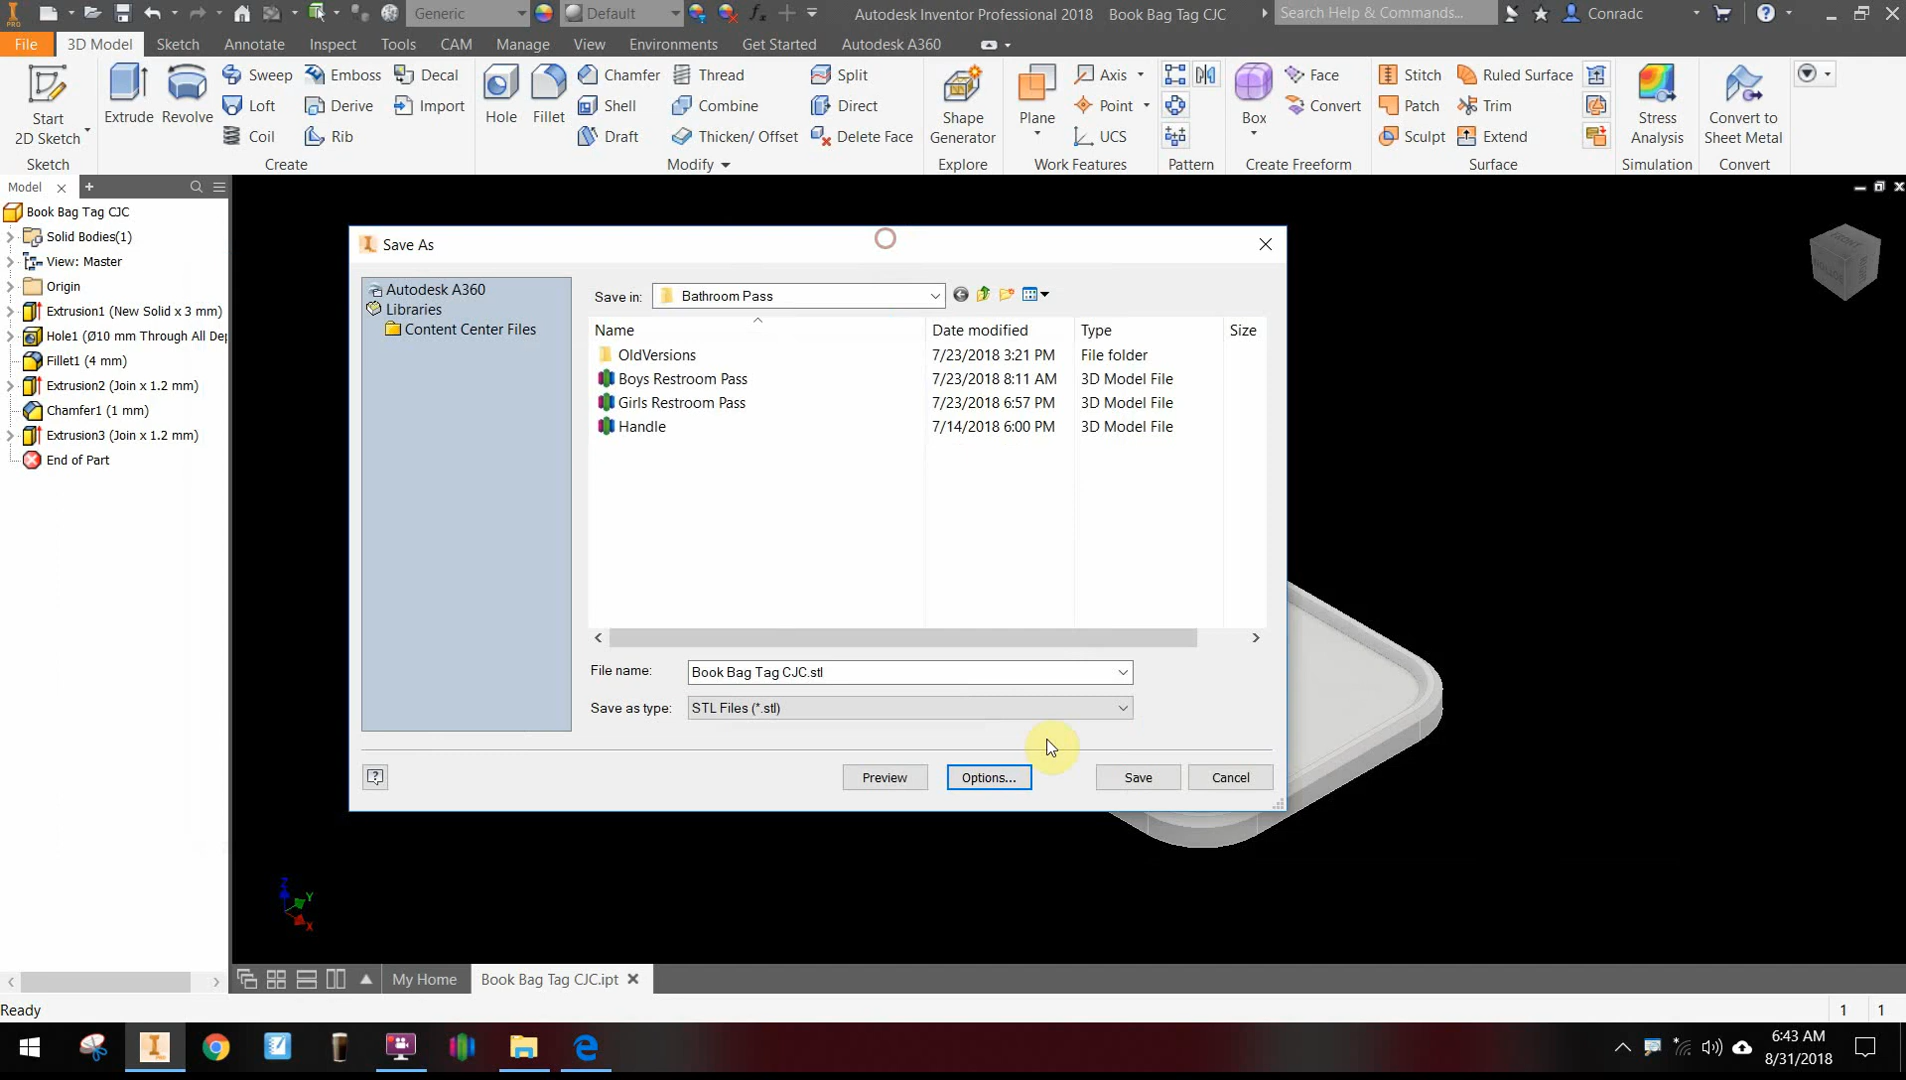 Generic Default Autodesk Inventor Professional 2018 Book Bag Tag CJC Search Help & Commands... Conradc
File 3D Model Sketch Annotate Inspect Tools CAM Manage View Environments Get Started Autodesk A360
Start 2D Sketch
Sketch
Extrude Revolve
Sweep Emboss Decal
Loft Derive Import
Coil Rib
Create
Hole Fillet
Chamfer Thread Split
Shell Combine Direct
Draft Thicken/ Offset Delete Face
Modify
Shape Generator
Explore
Plane
Axis
Point
UCS
Work Features
Pattern
Box
Face
Convert
Create Freeform
Stitch Ruled Surface
Patch Trim
Sculpt Extend
Surface
Stress Analysis
Simulation
Convert to Sheet Metal
Convert
Model
Book Bag Tag CJC
Solid Bodies(1)
View: Master
Origin
Extrusion1 (New Solid x 3 mm)
Hole1 (Ø10 mm Through All Dep
Fillet1 (4 mm)
Extrusion2 (Join x 1.2 mm)
Chamfer1 (1 mm)
Extrusion3 (Join x 1.2 mm)
End of Part
Save As
Autodesk A360
Libraries
Content Center Files
Save in: Bathroom Pass
Name Date modified Type Size
OldVersions 7/23/2018 3:21 PM File folder
Boys Restroom Pass 7/23/2018 8:11 AM 3D Model File
Girls Restroom Pass 7/23/2018 6:57 PM 3D Model File
Handle 7/14/2018 6:00 PM 3D Model File
File name: Book Bag Tag CJC.stl
Save as type: STL Files (*.stl)
Preview Options... Save Cancel
Z
Y
X
My Home Book Bag Tag CJC.ipt
Ready 1 1
6:43 AM
8/31/2018